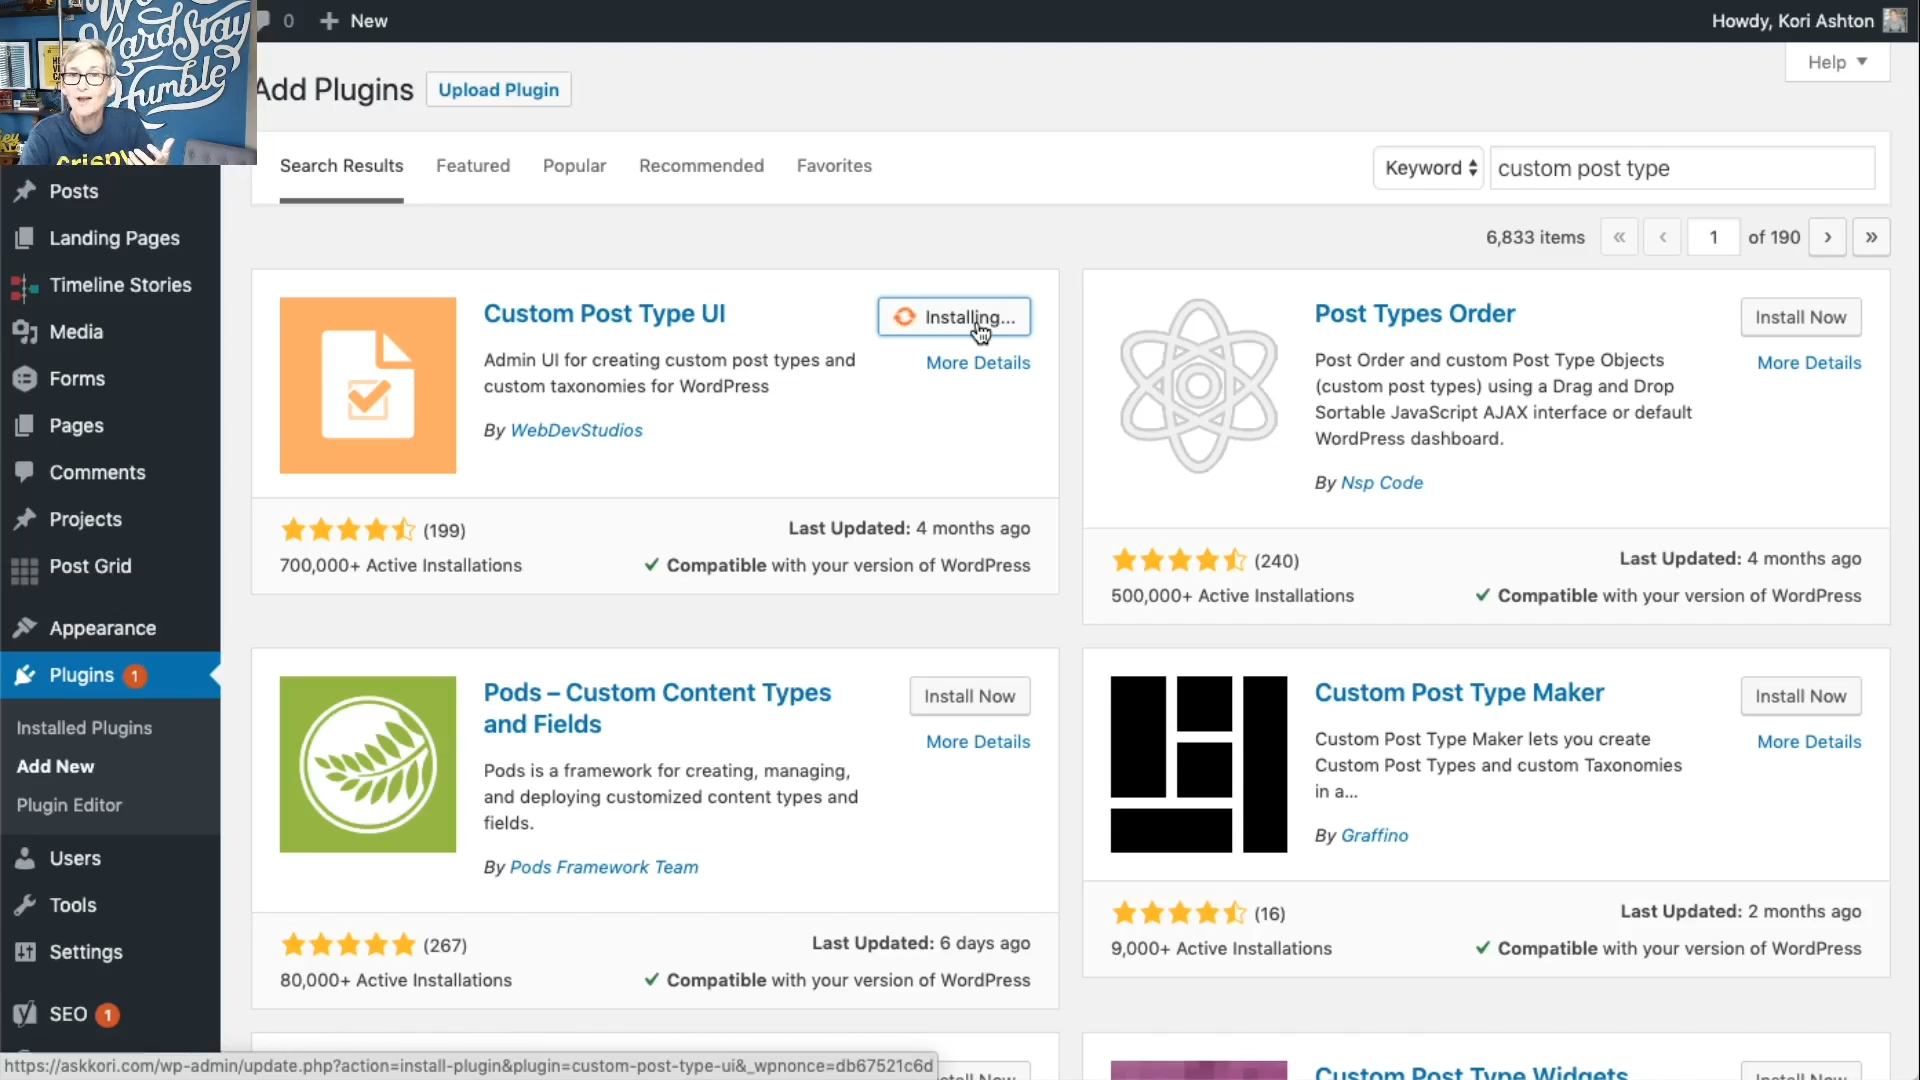 We
Hard Stay
Humble
Crispy
0
New
Howdy, Kori Ashton
Help
Add Plugins
Upload Plugin
Search Results
Featured
Popular
Recommended
Favorites
Keyword
custom post type
6,833 items
«
‹
1
of 190
›
»
Posts
Landing Pages
Timeline Stories
Media
Forms
Pages
Comments
Projects
Post Grid
Appearance
Plugins 1
Installed Plugins
Add New
Plugin Editor
Users
Tools
Settings
SEO 1
Custom Post Type UI
Installing...
More Details
Admin UI for creating custom post types and
custom taxonomies for WordPress
By WebDevStudios
(199)
Last Updated: 4 months ago
700,000+ Active Installations
Compatible with your version of WordPress
Post Types Order
Install Now
More Details
Post Order and custom Post Type Objects
(custom post types) using a Drag and Drop
Sortable JavaScript AJAX interface or default
WordPress dashboard.
By Nsp Code
(240)
Last Updated: 4 months ago
500,000+ Active Installations
Compatible with your version of WordPress
Pods – Custom Content Types
and Fields
Install Now
More Details
Pods is a framework for creating, managing,
and deploying customized content types and
fields.
By Pods Framework Team
(267)
Last Updated: 6 days ago
80,000+ Active Installations
Compatible with your version of WordPress
Custom Post Type Maker
Install Now
More Details
Custom Post Type Maker lets you create
Custom Post Types and custom Taxonomies
in a...
By Graffino
(16)
Last Updated: 2 months ago
9,000+ Active Installations
Compatible with your version of WordPress
Custom Post Type Widgets
Install Now
https://askkori.com/wp-admin/update.php?action=install-plugin&plugin=custom-post-type-ui&_wpnonce=db67521c6d